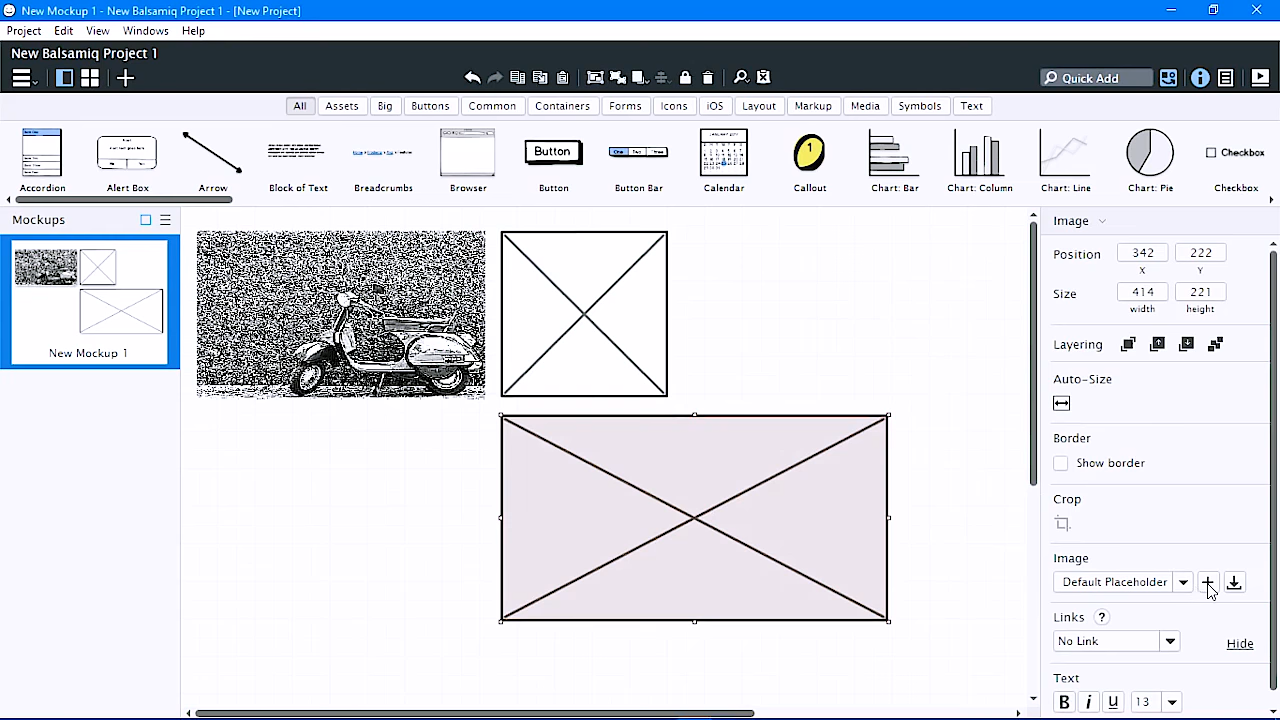 New Mockup 1 - New Balsamiq Project 1 - [New Project]
Project Edit View Windows Help
New Balsamiq Project 1
Quick Add
All Assets Big Buttons Common Containers Forms Icons iOS Layout Markup Media Symbols Text
Button
One Two Three
1
Checkbox
Accordion Alert Box Arrow Block of Text Breadcrumbs Browser Button Button Bar Calendar Callout Chart: Bar Chart: Column Chart: Line Chart: Pie Checkbox
Mockups
New Mockup 1
Image
Position 342 222
X Y
Size 414 221
width height
Layering
Auto-Size
Border
Show border
Crop
Image
Default Placeholder
Links ?
No Link Hide
Text
B i U 13